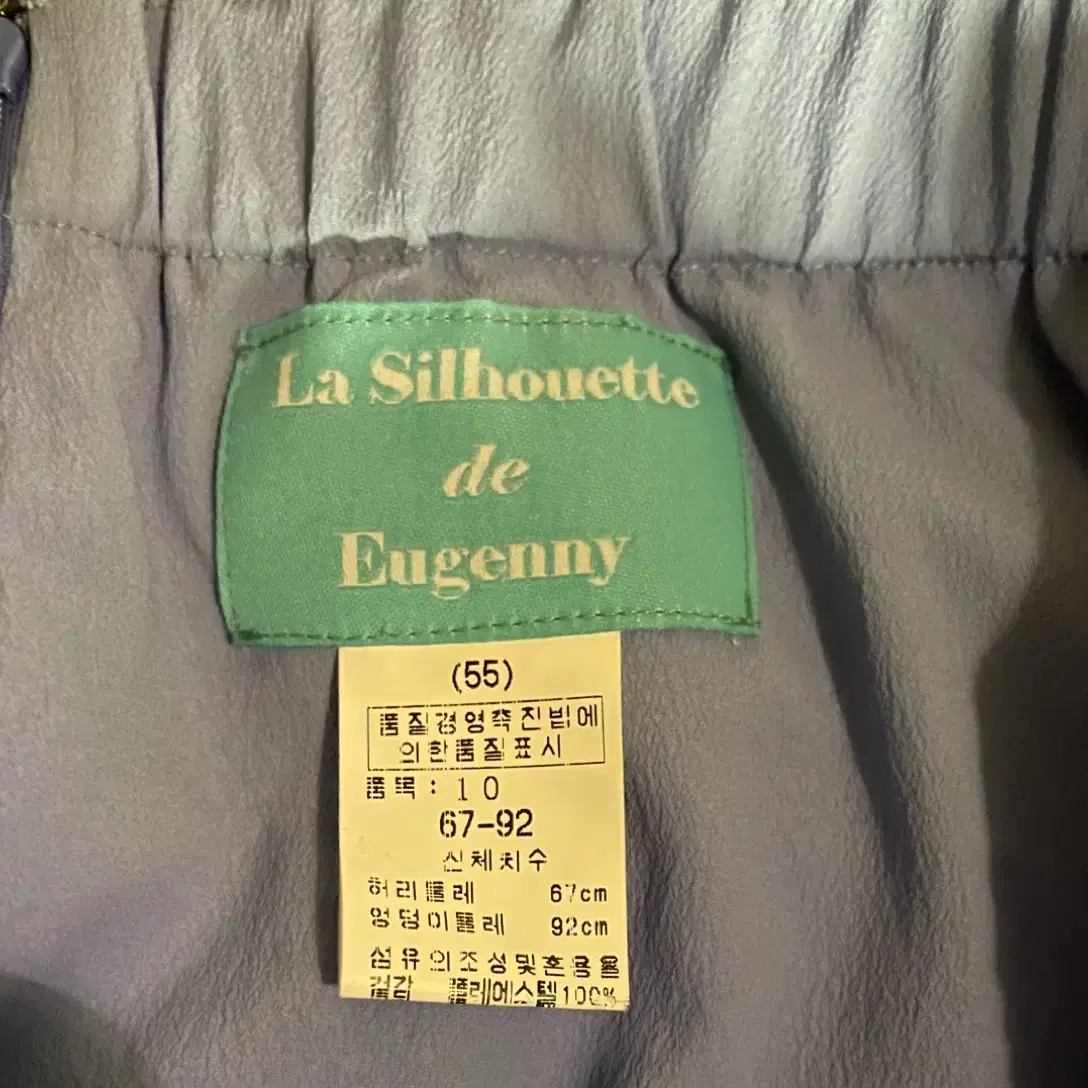 La Silhouette
de
Eugenny
(55)
품질경영촉진법에
의한품질표시
품목: 10
67-92
신체치수
허리둘레 67cm
엉덩이둘레 92cm
섬유의조성및혼용율
겉감 폴리에스텔100%